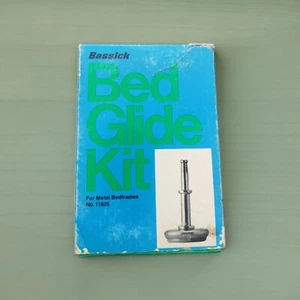 Bassick
Bed
Glide
Kit
For Metal Bedframes
No. 11625